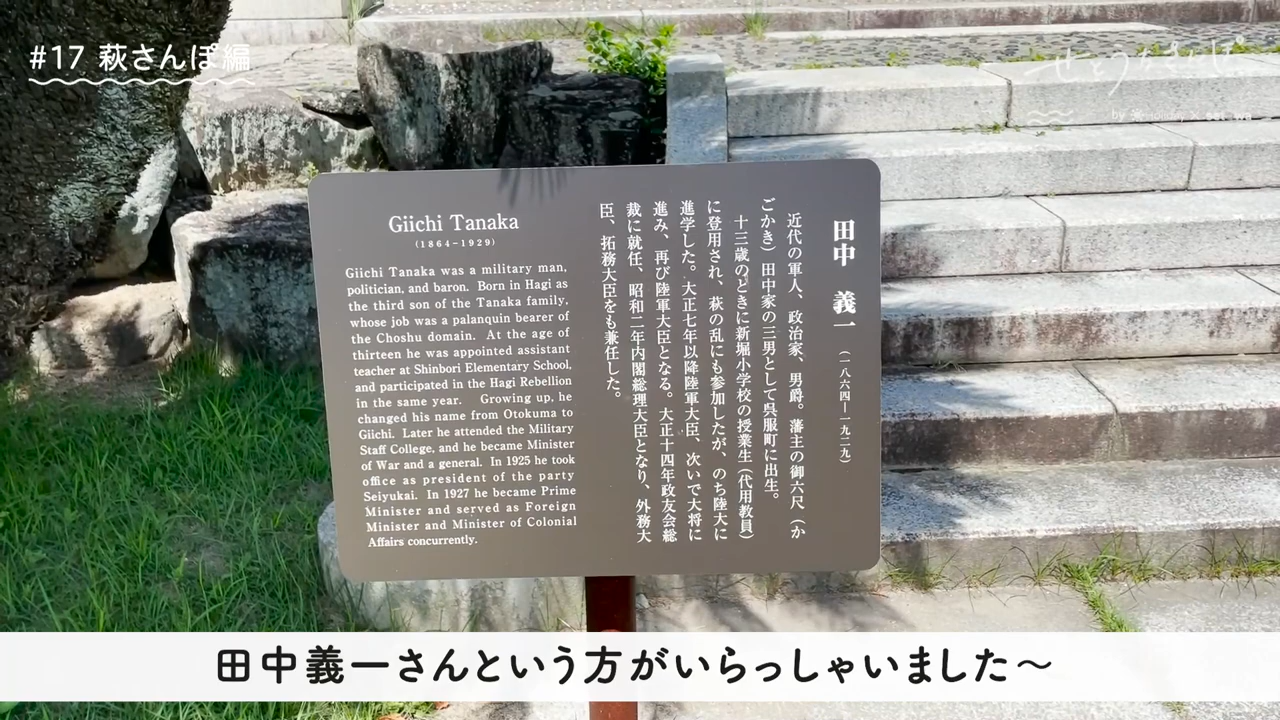 #17 萩さんぽ編
せとうちさんぽ
Giichi Tanaka
(1864-1929)
Giichi Tanaka was a military man,
politician, and baron. Born in Hagi as
the third son of the Tanaka family,
whose job was a palanquin bearer of
the Choshu domain. At the age of
thirteen he was appointed assistant
teacher at Shinbori Elementary School,
and participated in the Hagi Rebellion
in the same year. Growing up, he
changed his name from Otokuma to
Giichi. Later he attended the Military
Staff College, and he became Minister
of War and a general. In 1925 he took
office as president of the party
Seiyukai. In 1927 he became Prime
Minister and served as Foreign
Minister and Minister of Colonial
Affairs concurrently.
田中 義一 (一八六四―一九二九)
近代の軍人、政治家、男爵。藩主の御六尺(か
ごかき)田中家の三男として呉服町に出生。
十三歳のときに新堀小学校の授業生(代用教員)
に登用され、萩の乱にも参加したが、のち陸大に
進学した。大正七年以降陸軍大臣、次いで大将に
進み、再び陸軍大臣となる。大正十四年政友会総
裁に就任、昭和二年内閣総理大臣となり、外務大
臣、拓務大臣をも兼任した。
田中義一さんという方がいらっしゃいました〜